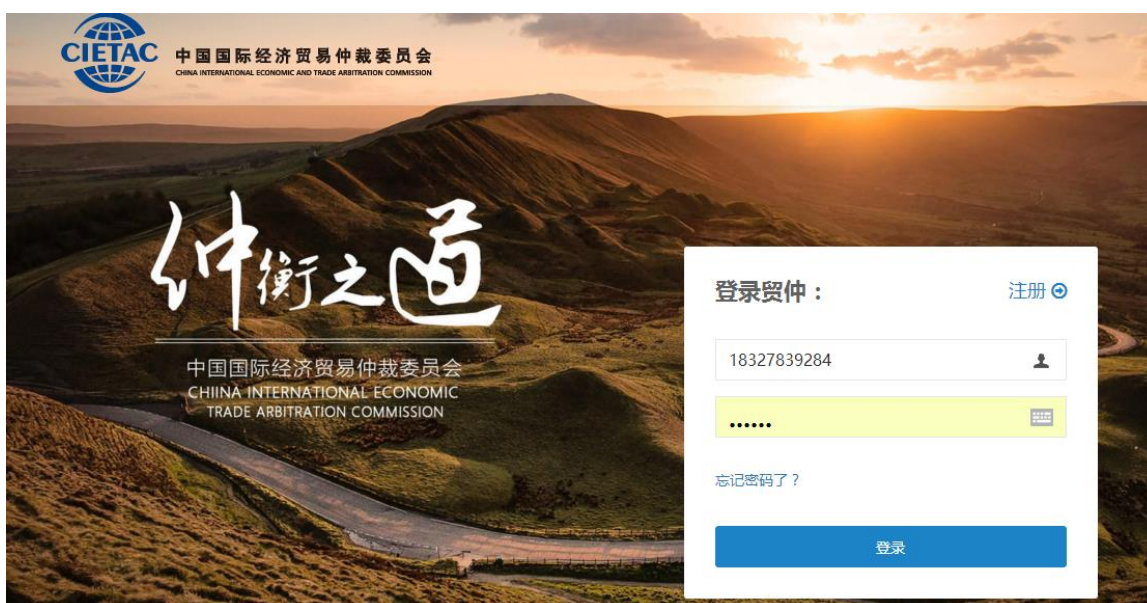 CIETAC
中国国际经济贸易仲裁委员会
CHINA INTERNATIONAL ECONOMIC AND TRADE ARBITRATION COMMISSION
仲衡之道
中国国际经济贸易仲裁委员会
CHIINA INTERNATIONAL ECONOMIC
TRADE ARBITRATION COMMISSION
登录贸仲：
注册
18327839284
••••••
忘记密码了？
登录